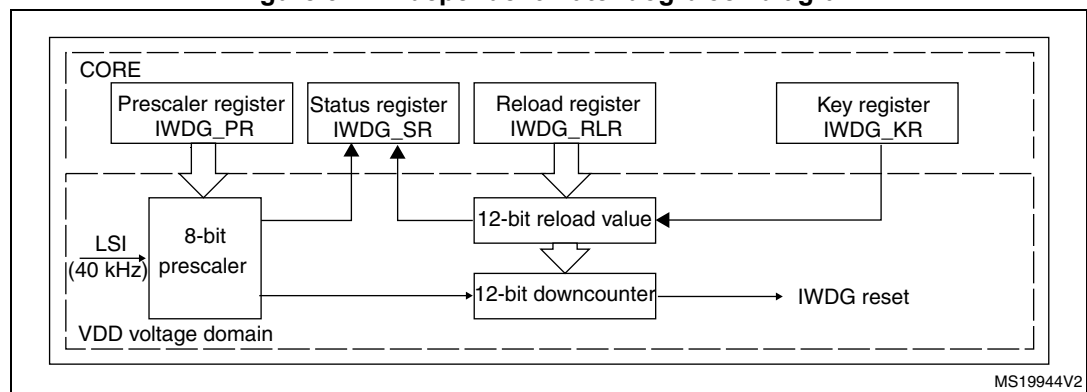 CORE
Prescaler register
IWDG_PR
Status register
IWDG_SR
Reload register
IWDG_RLR
Key register
IWDG_KR
LSI
(40 kHz)
8-bit
prescaler
12-bit reload value
12-bit downcounter
IWDG reset
VDD voltage domain
MS19944V2